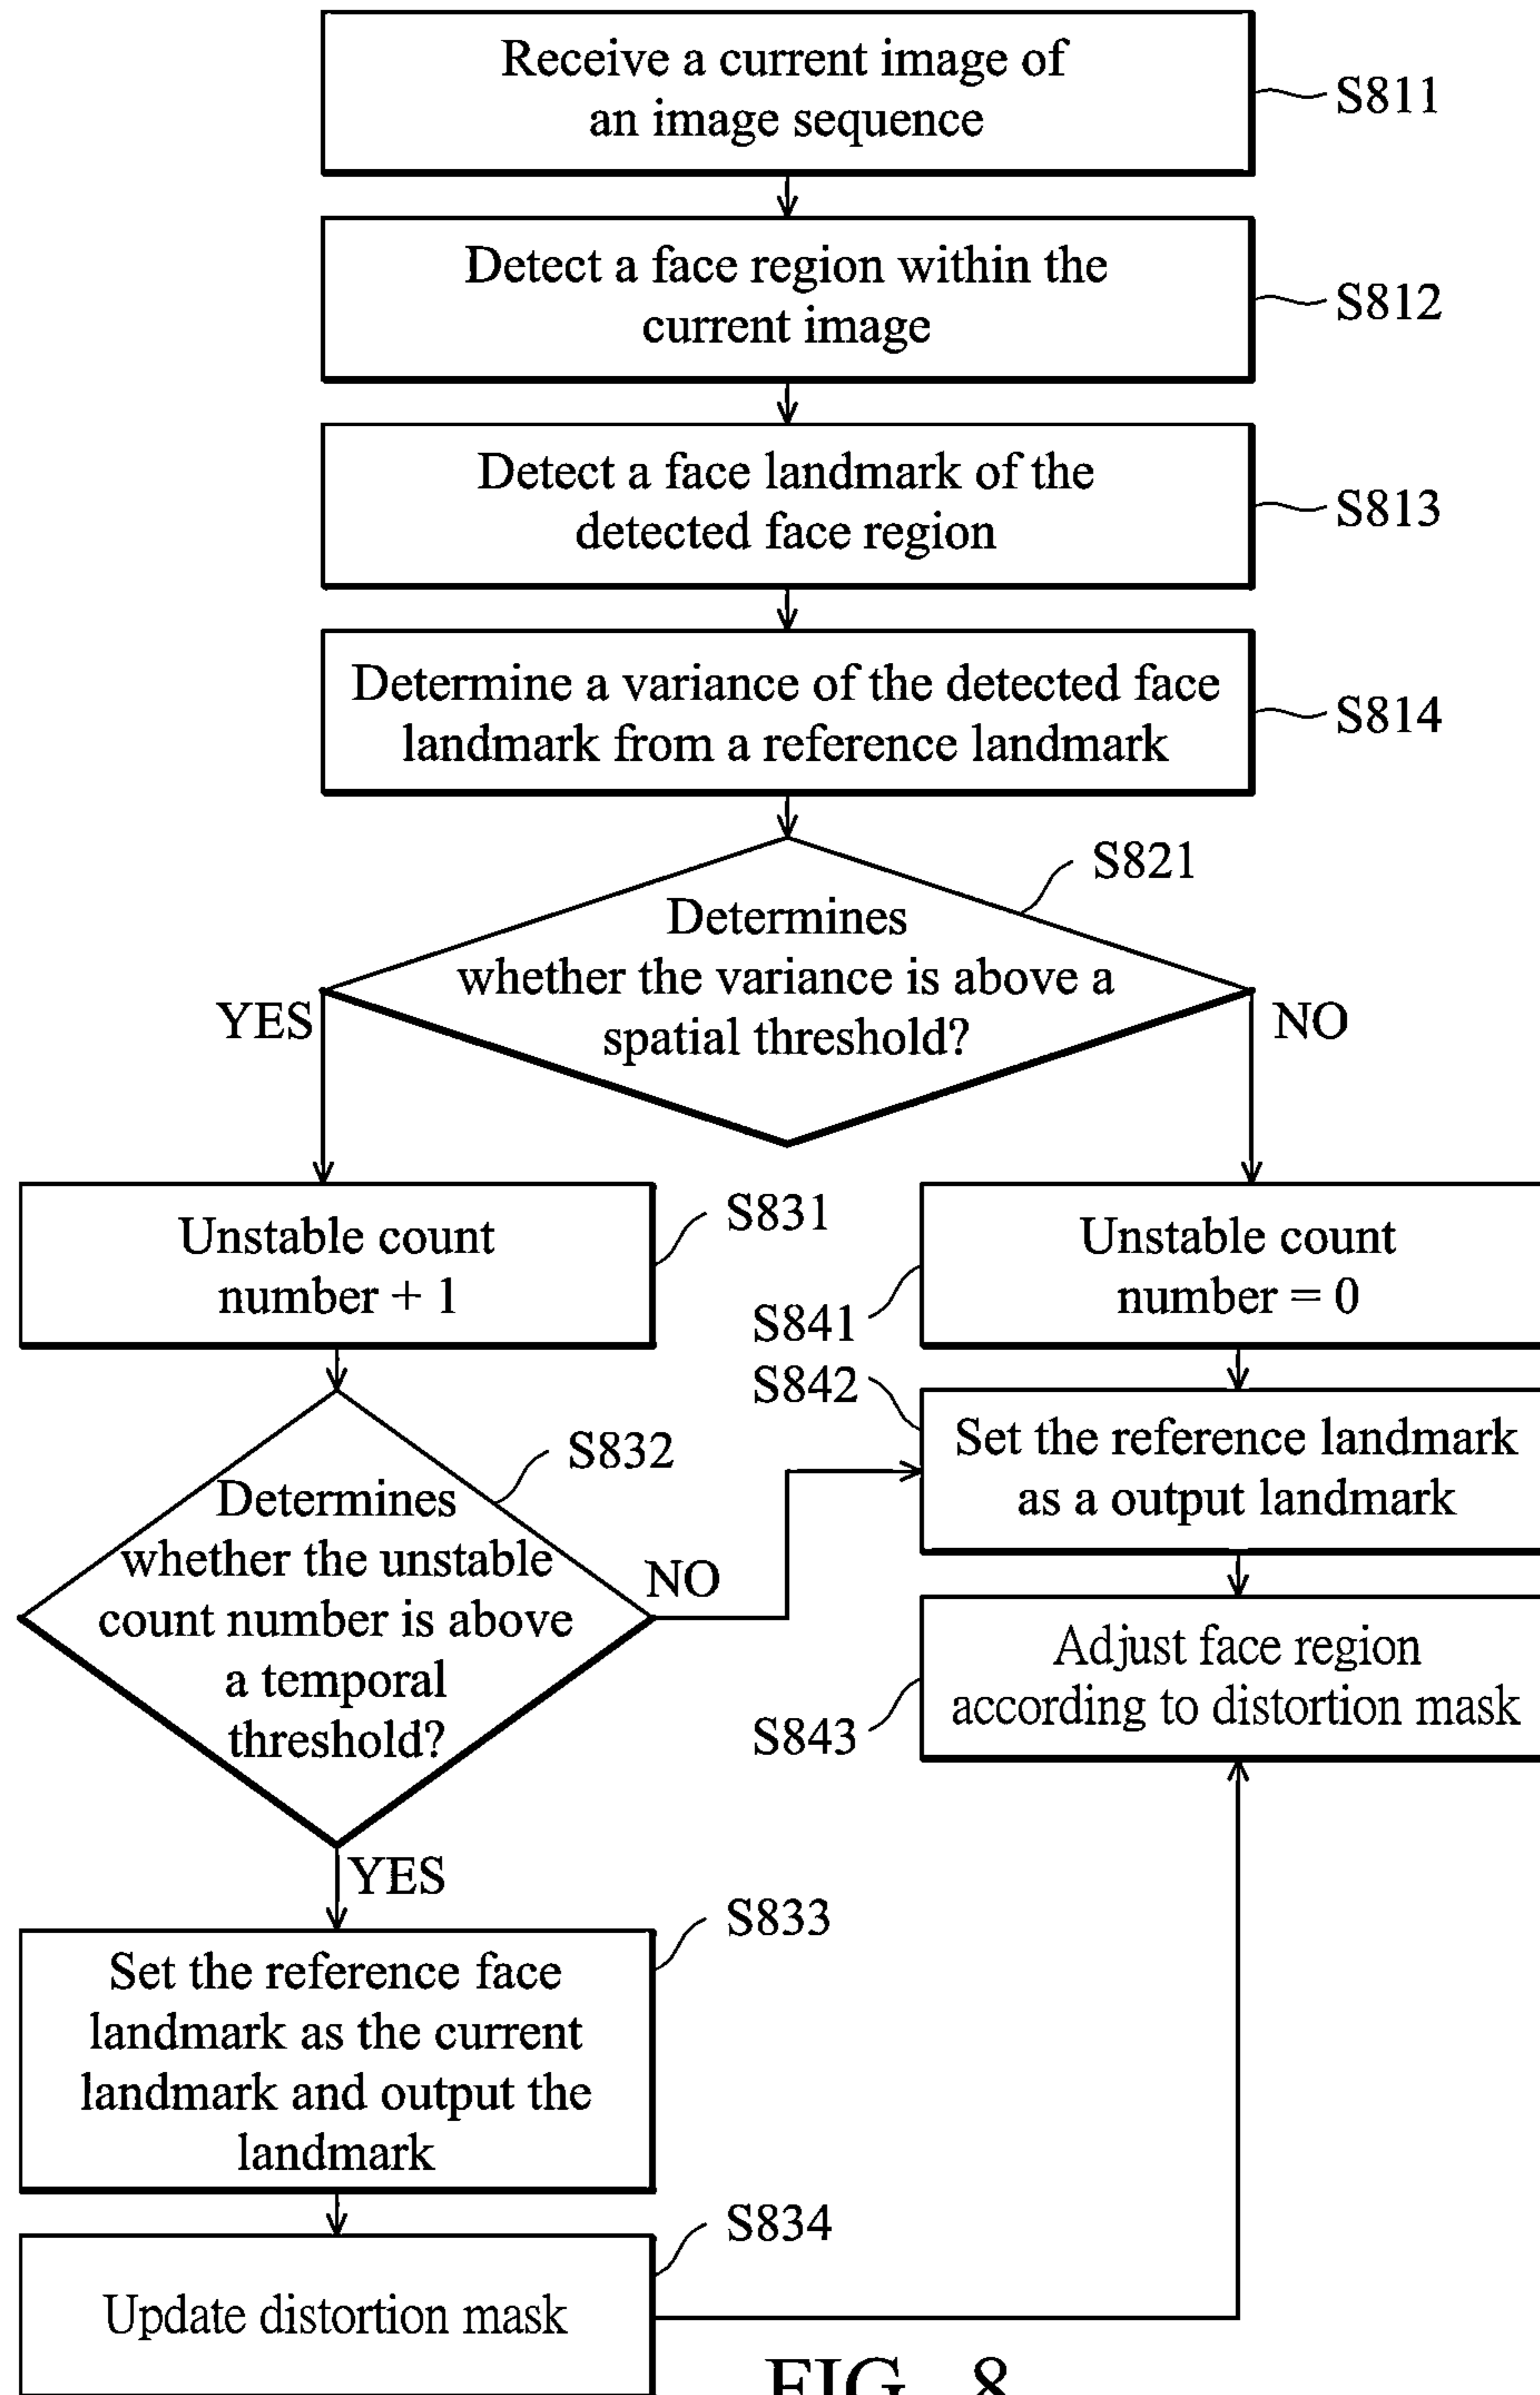 Receive a current image of
an image sequence
S811
Detect a face region within the
current image
S812
Detect a face landmark of the
detected face region
S813
Determine a variance of the detected face
landmark from a reference landmark
S814
S821
Determines
whether the variance is above a
spatial threshold?
YES
NO
Unstable count
number + 1
S831
Unstable count
number = 0
S841
S842
Set the reference landmark
as a output landmark
S832
Determines
whether the unstable
count number is above
a temporal
threshold?
NO
Adjust face region
according to distortion mask
S843
YES
S833
Set the reference face
landmark as the current
landmark and output the
landmark
S834
Update distortion mask
FIG. 8